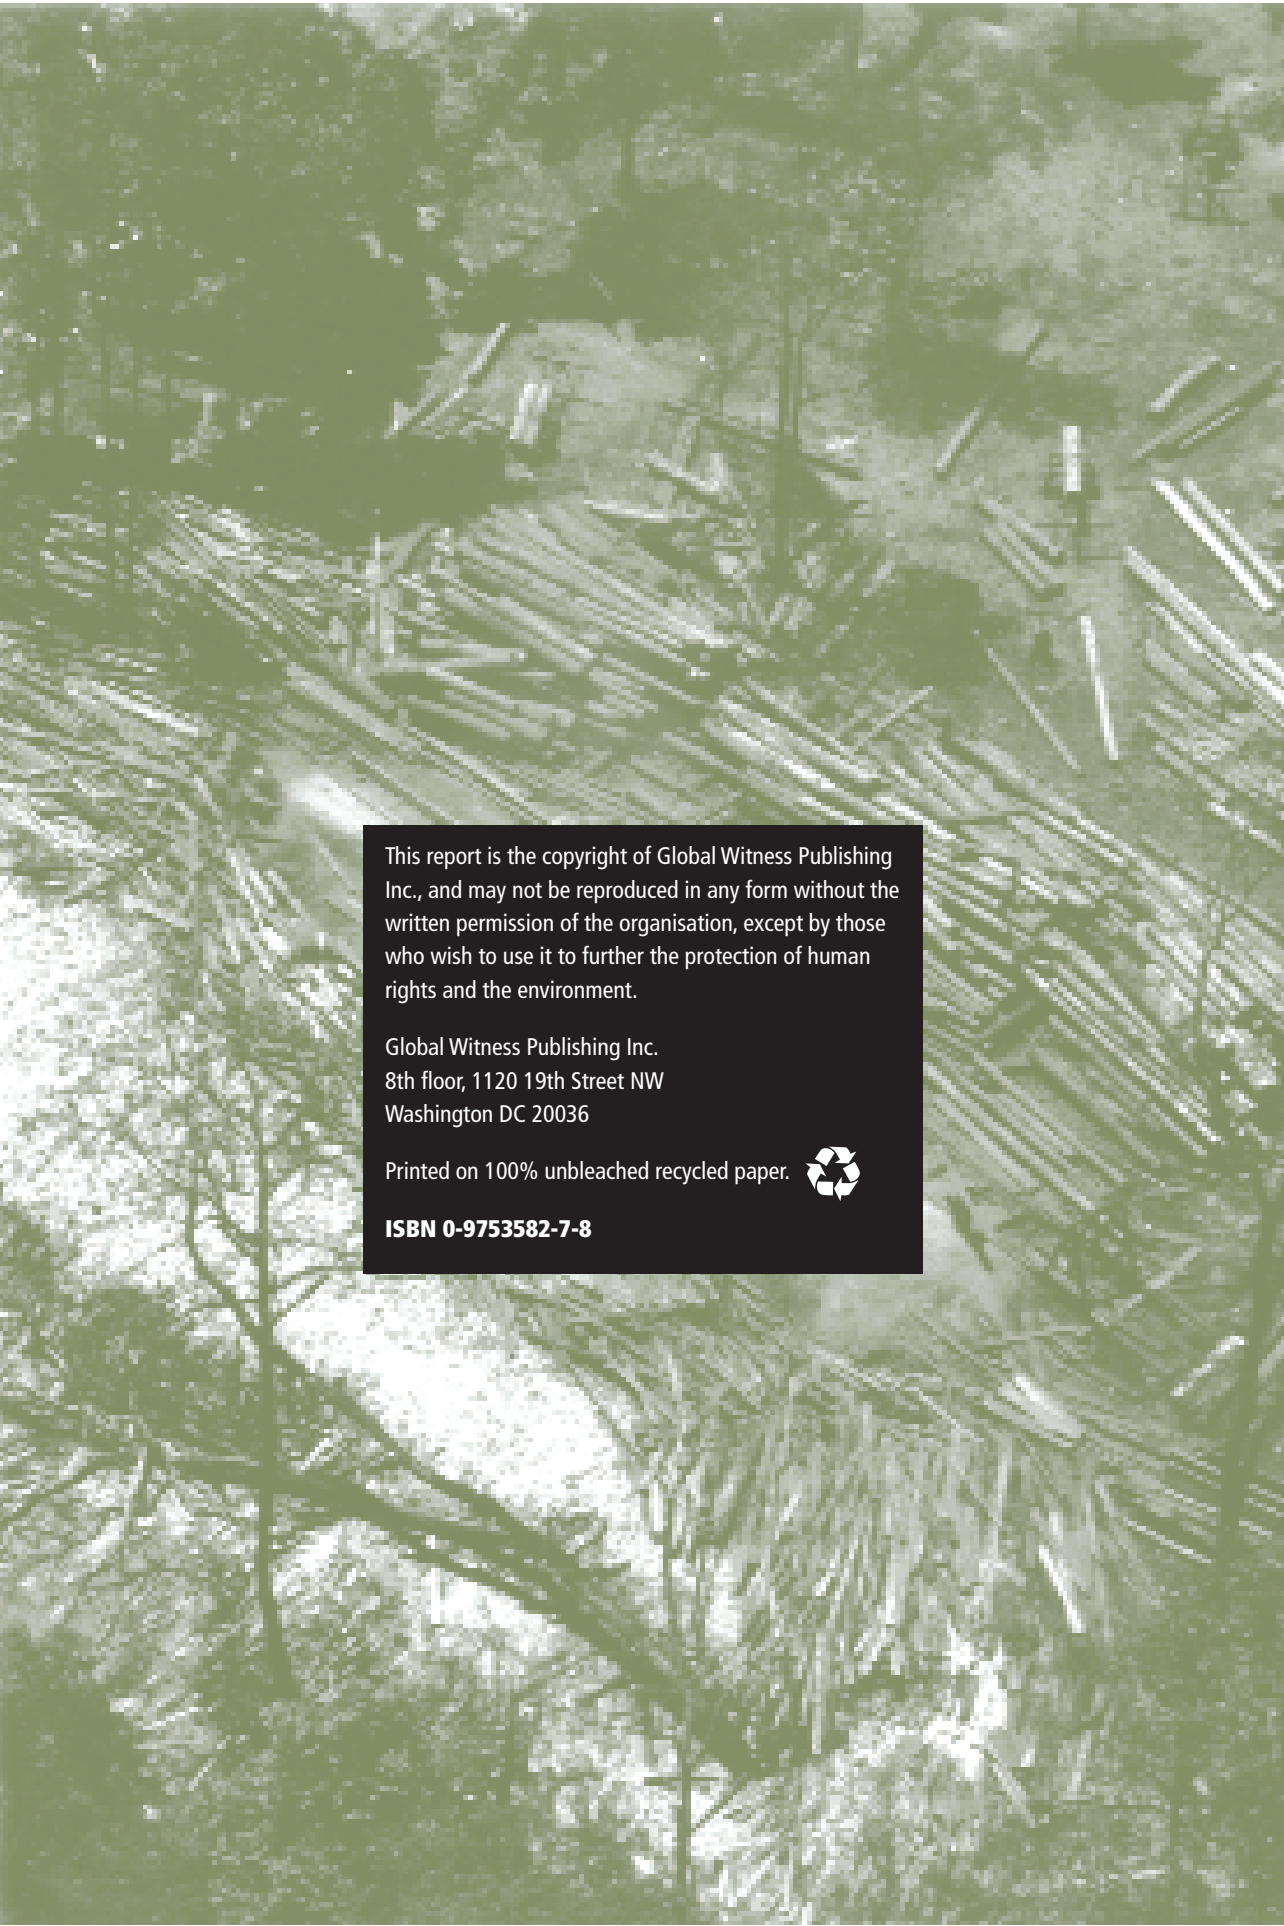 This report is the copyright of Global Witness Publishing
Inc., and may not be reproduced in any form without the
written permission of the organisation, except by those
who wish to use it to further the protection of human
rights and the environment.
Global Witness Publishing Inc.
8th floor, 1120 19th Street NW
Washington DC 20036
Printed on 100% unbleached recycled paper.
ISBN 0-9753582-7-8